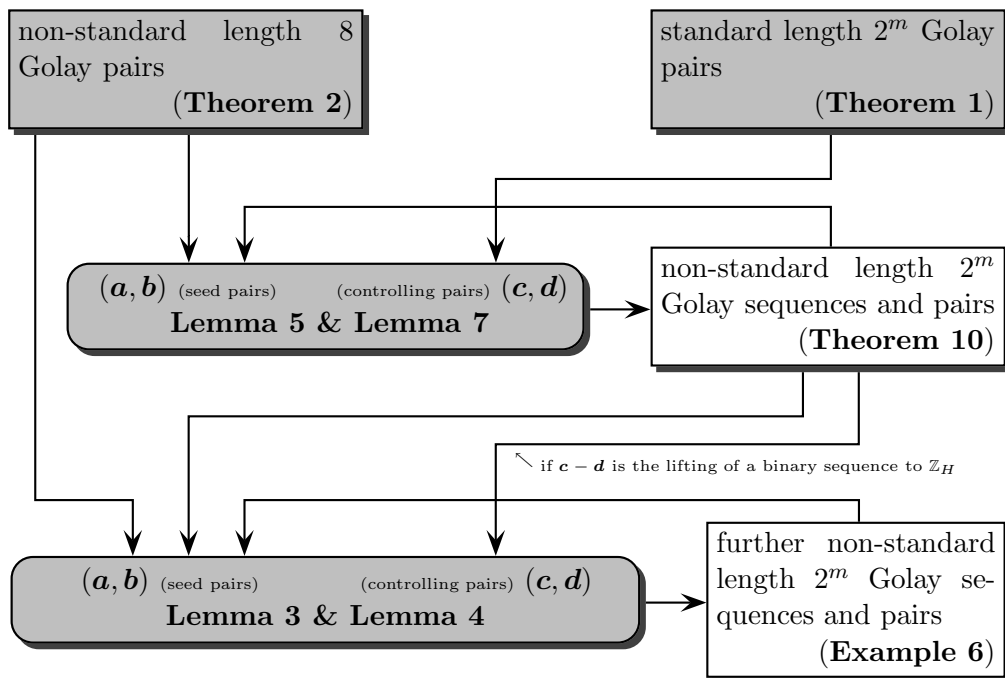 non-standard length 8
Golay pairs
(Theorem 2)
standard length 2^m Golay
pairs
(Theorem 1)
(a, b) (seed pairs) (controlling pairs) (c, d)
Lemma 5 & Lemma 7
non-standard length 2^m
Golay sequences and pairs
(Theorem 10)
if c − d is the lifting of a binary sequence to ℤ_H
(a, b) (seed pairs) (controlling pairs) (c, d)
Lemma 3 & Lemma 4
further non-standard
length 2^m Golay se-
quences and pairs
(Example 6)